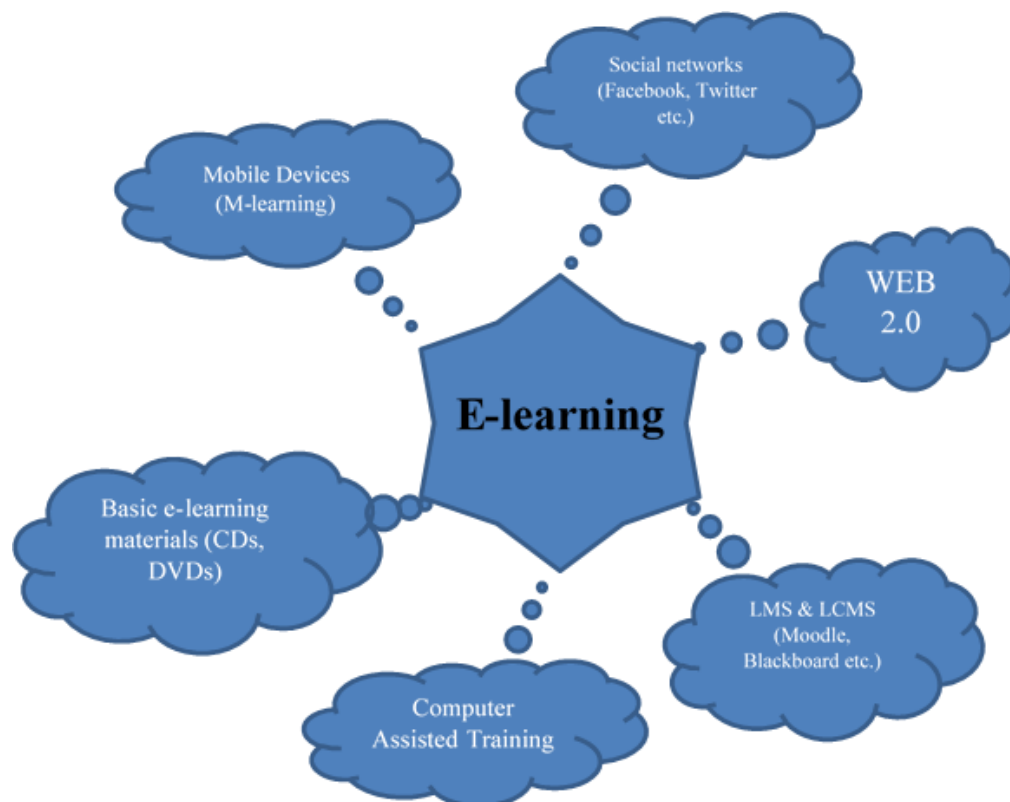 Social networks
(Facebook, Twitter
etc.)
Mobile Devices
(M-learning)
WEB
2.0
E-learning
Basic e-learning
materials (CDs,
DVDs)
LMS & LCMS
(Moodle,
Blackboard etc.)
Computer
Assisted Training